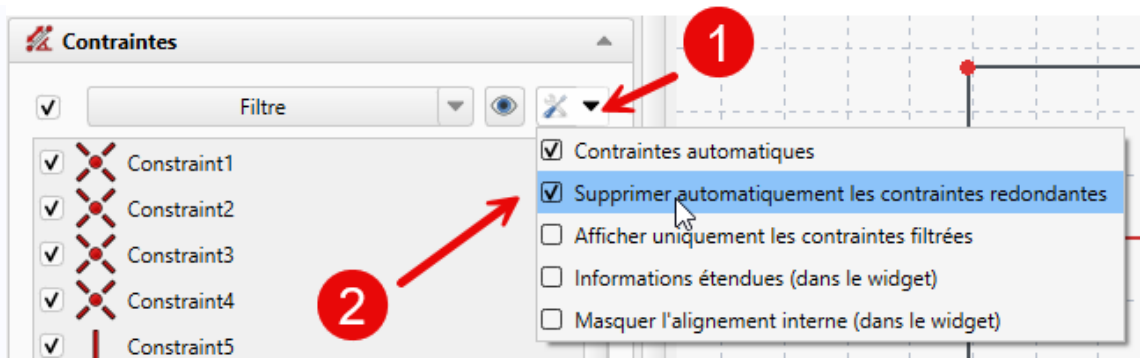 Contraintes
1
Filtre
Contraintes automatiques
Constraint1
Supprimer automatiquement les contraintes redondantes
Constraint2
Afficher uniquement les contraintes filtrées
Constraint3
Informations étendues (dans le widget)
Constraint4
2
Masquer l'alignement interne (dans le widget)
Constraint5